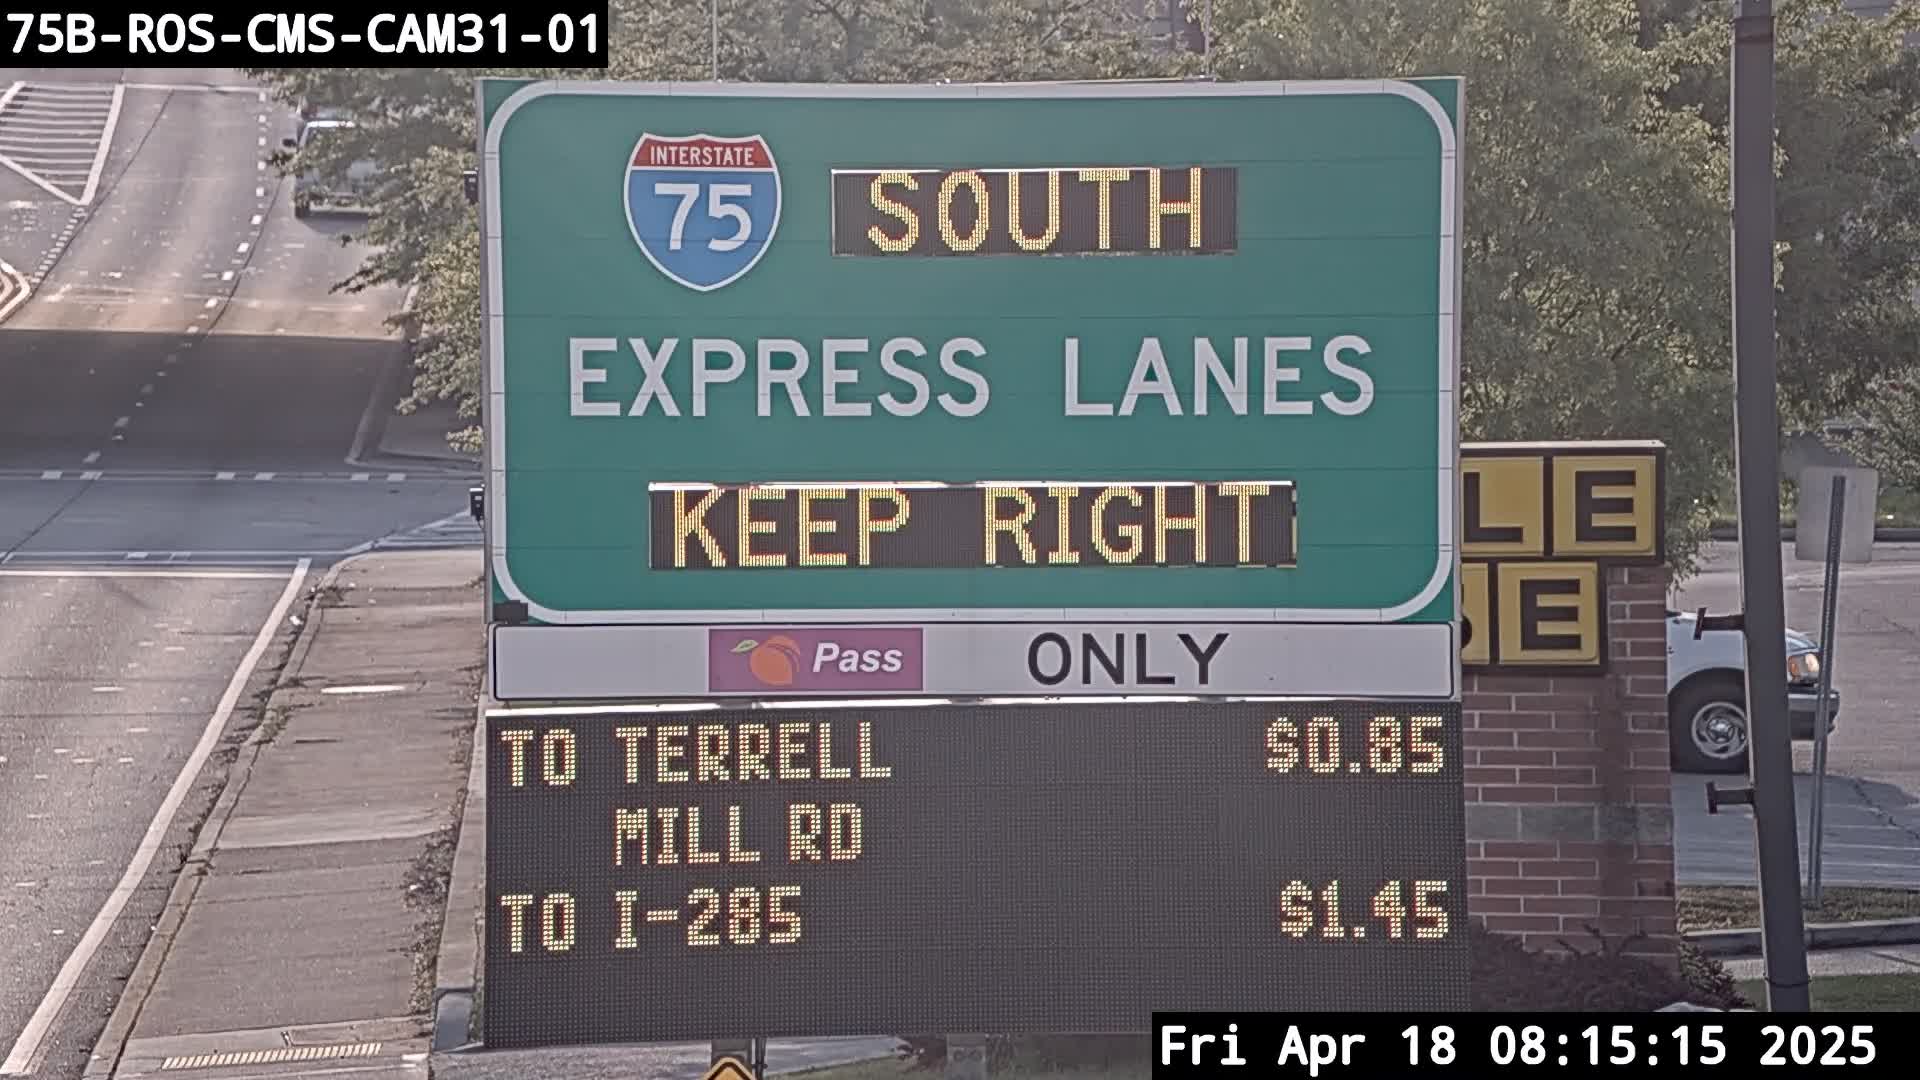 75B-ROS-CMS-CAM31-01
INTERSTATE
75
SOUTH
EXPRESS LANES
KEEP RIGHT
Pass ONLY
TO TERRELL $0.85
MILL RD
TO I-285 $1.45
LE
E
Fri Apr 18 08:15:15 2025